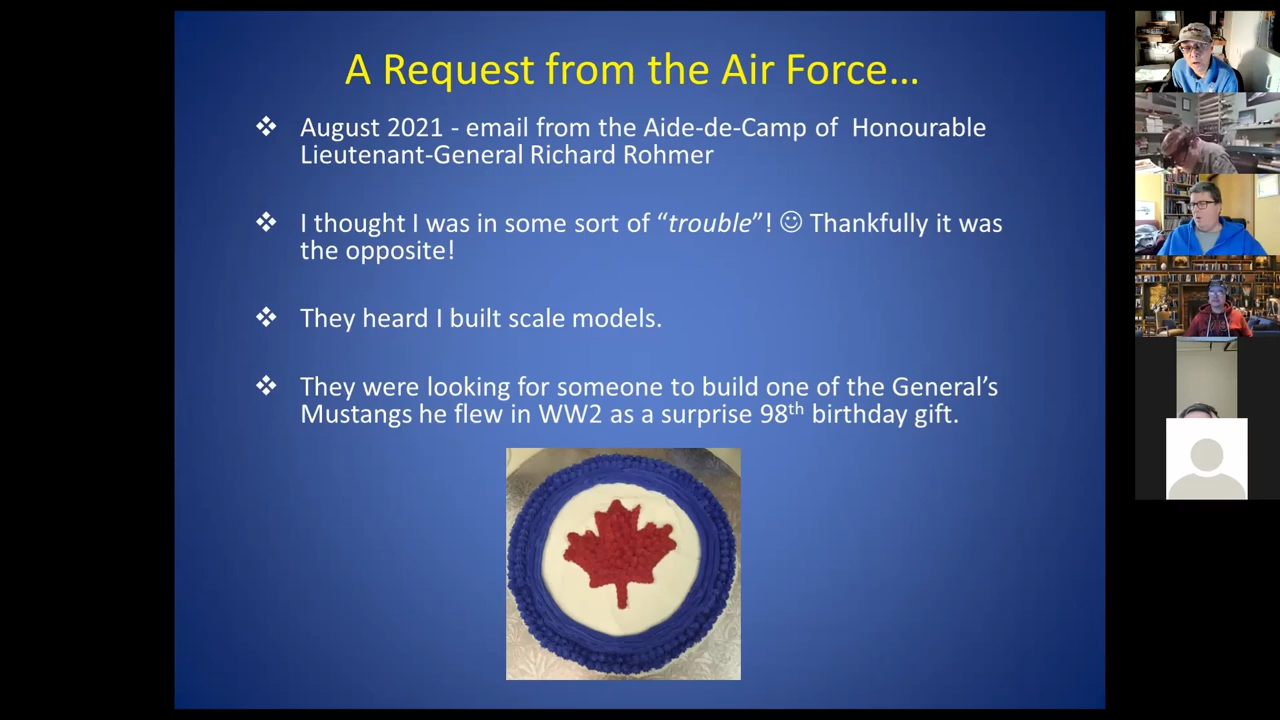 A Request from the Air Force…
❖ August 2021 - email from the Aide-de-Camp of Honourable
Lieutenant-General Richard Rohmer
❖ I thought I was in some sort of “trouble”! ☺ Thankfully it was
the opposite!
❖ They heard I built scale models.
❖ They were looking for someone to build one of the General’s
Mustangs he flew in WW2 as a surprise 98th birthday gift.